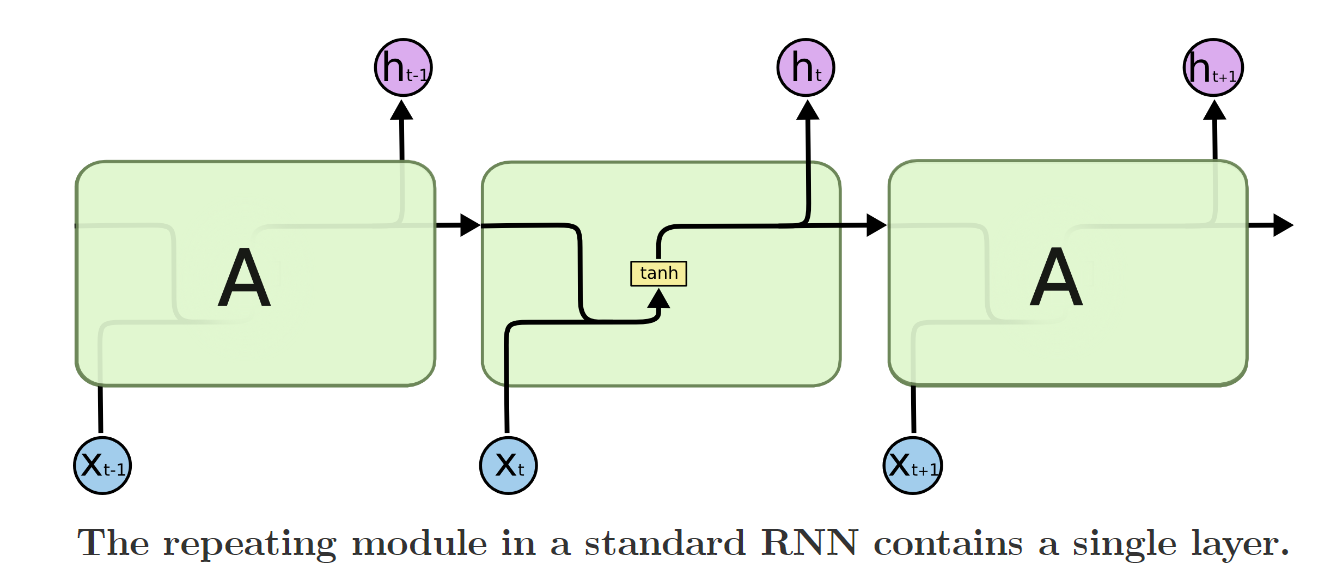 ht-1 ht ht+1
A tanh A
xt-1 xt xt+1
The repeating module in a standard RNN contains a single layer.